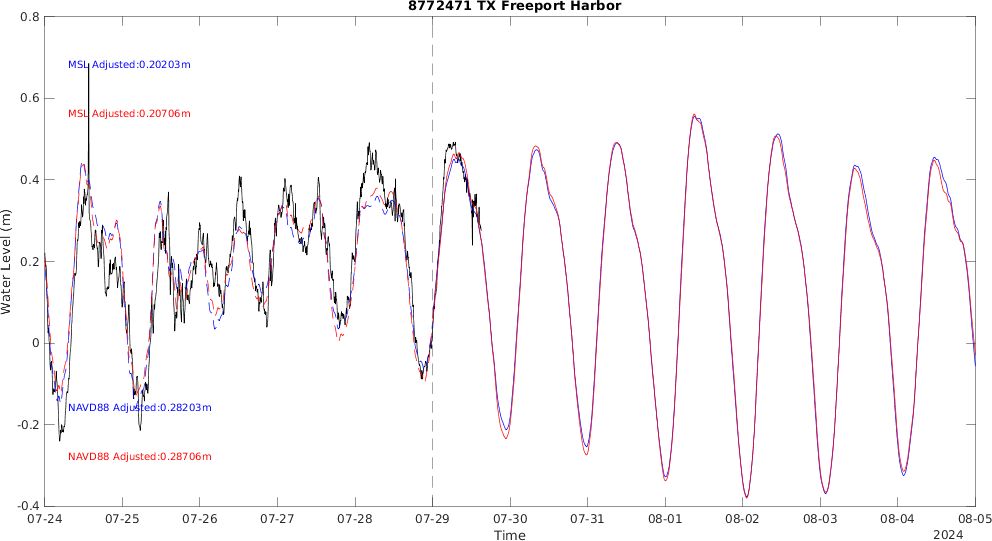 8772471 TX Freeport Harbor
0.8
0.6
0.4
0.2
0
-0.2
-0.4
Water Level (m)
MSL Adjusted:0.20203m
MSL Adjusted:0.20706m
NAVD88 Adjusted:0.28203m
NAVD88 Adjusted:0.28706m
07-24 07-25 07-26 07-27 07-28 07-29 07-30 07-31 08-01 08-02 08-03 08-04 08-05
Time
2024